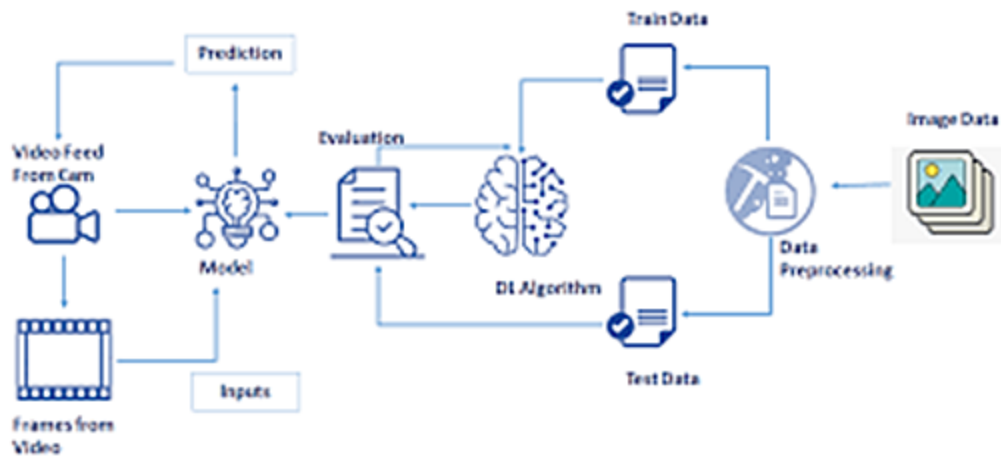 Train Data
Prediction
Image Data
Evaluation
Video Feed
From Cam
Model
Data
Preprocessing
DL Algorithm
Inputs
Test Data
Frames from
Video